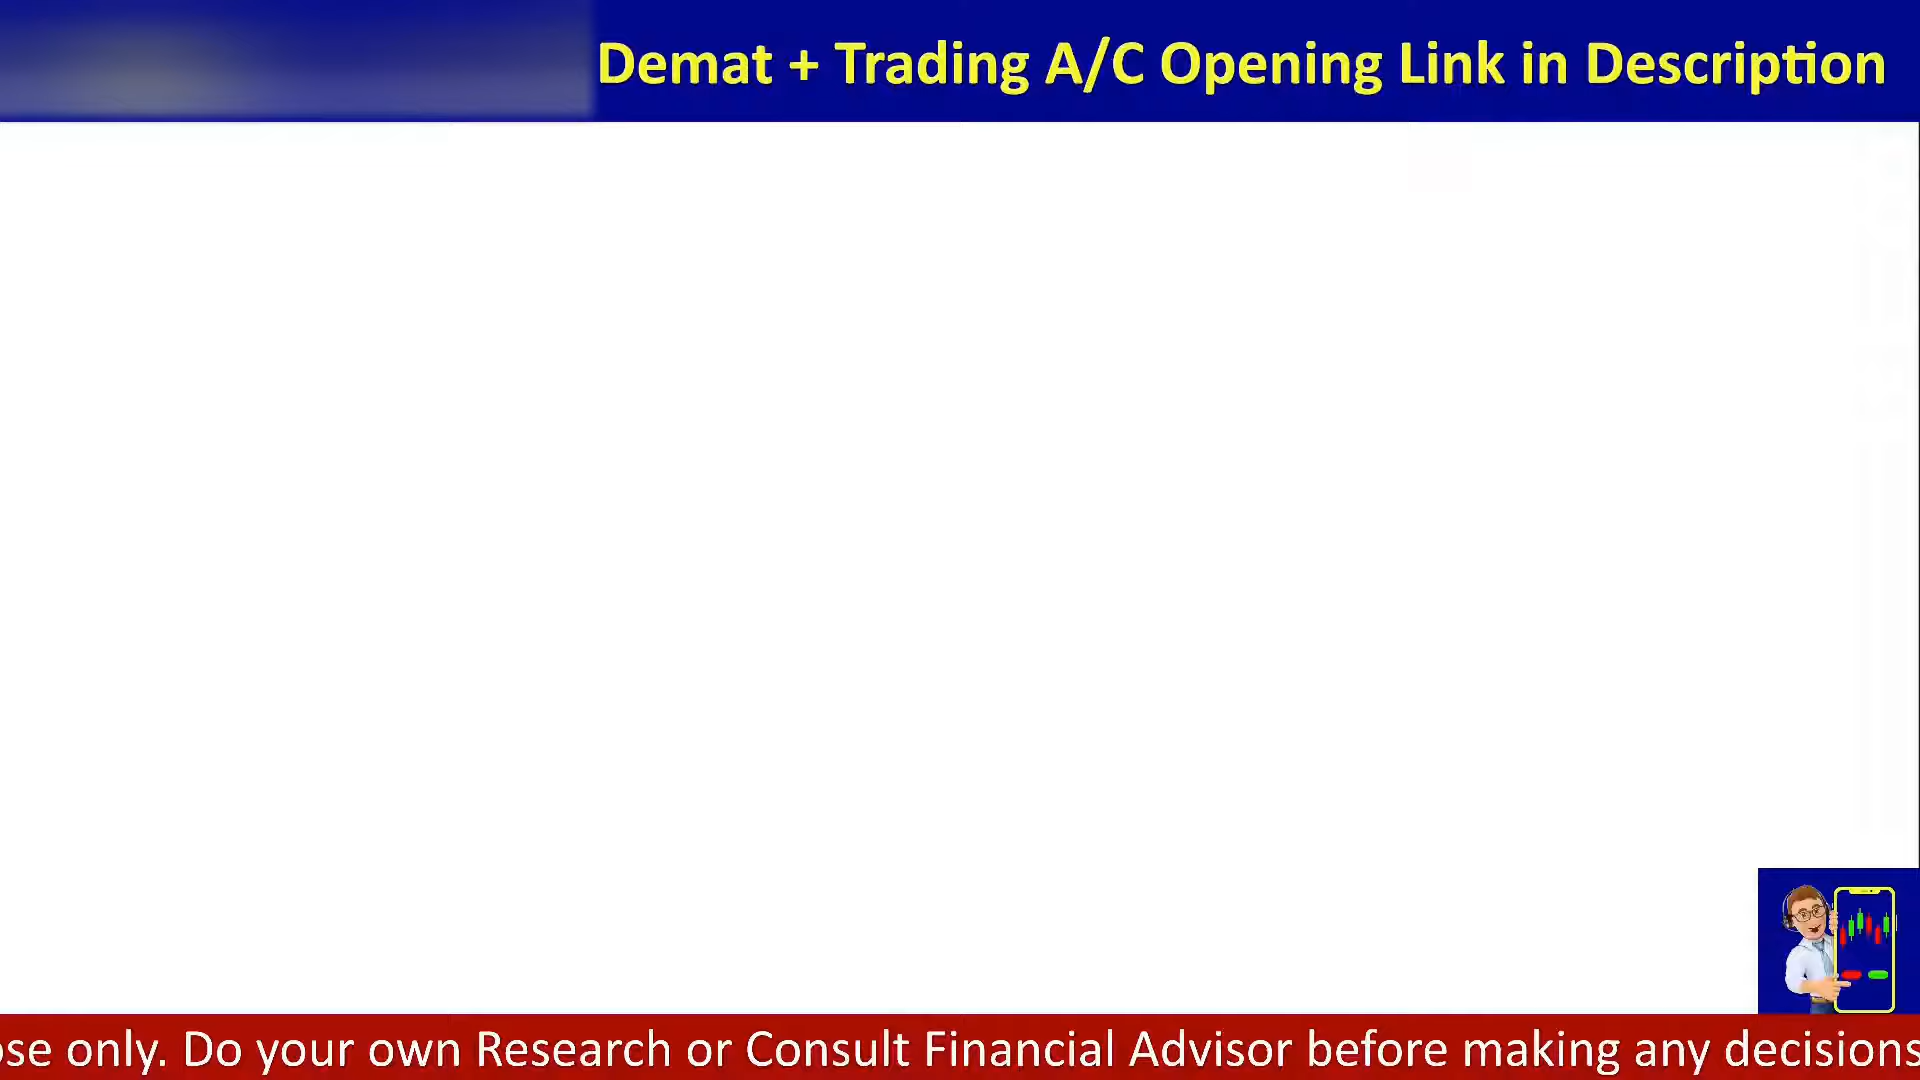 Demat + Trading A/C Opening Link in Description
only. Do your own Research or Consult Financial Advisor before making any decisions